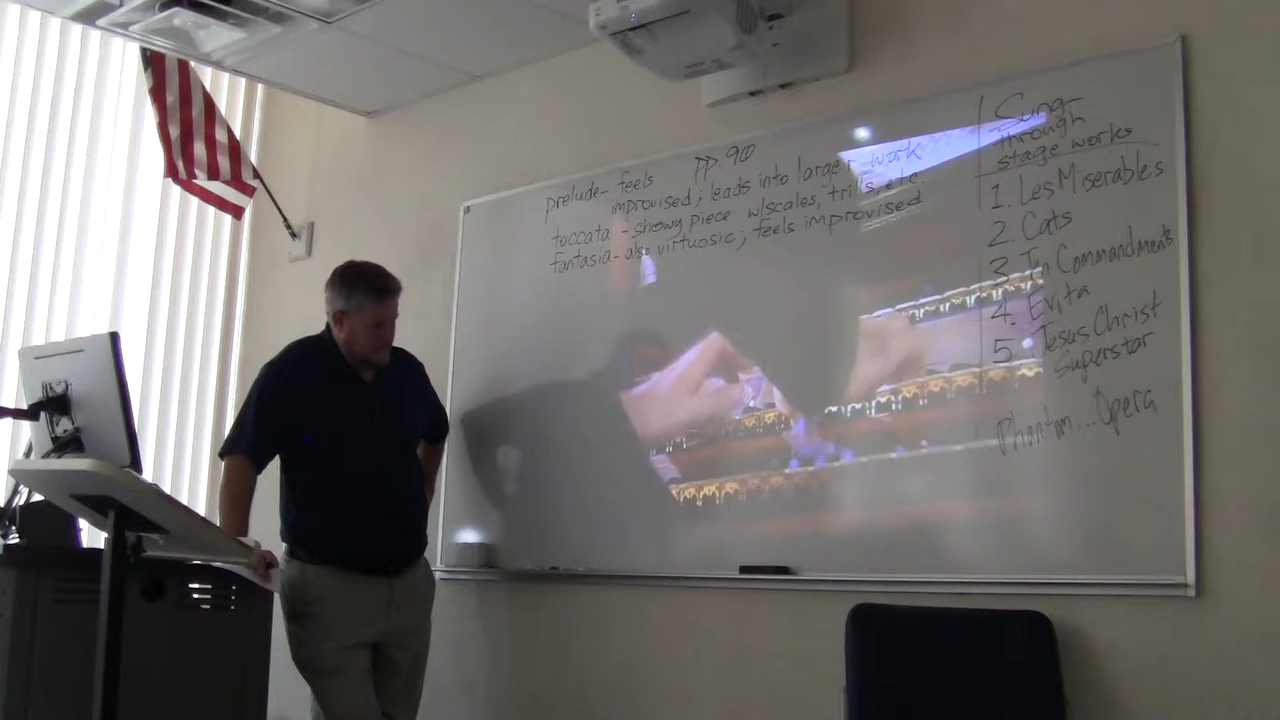 pp. 90
prelude- feels
improvised; leads into larger work
toccata - showy piece w/scales, trills, etc.
fantasia- also virtuosic; feels improvised
Sung-
through
stage works
1. Les Miserables
2. Cats
3 Ten Commandments
4. Evita
5 Jesus Christ
Superstar
Phantom...Opera